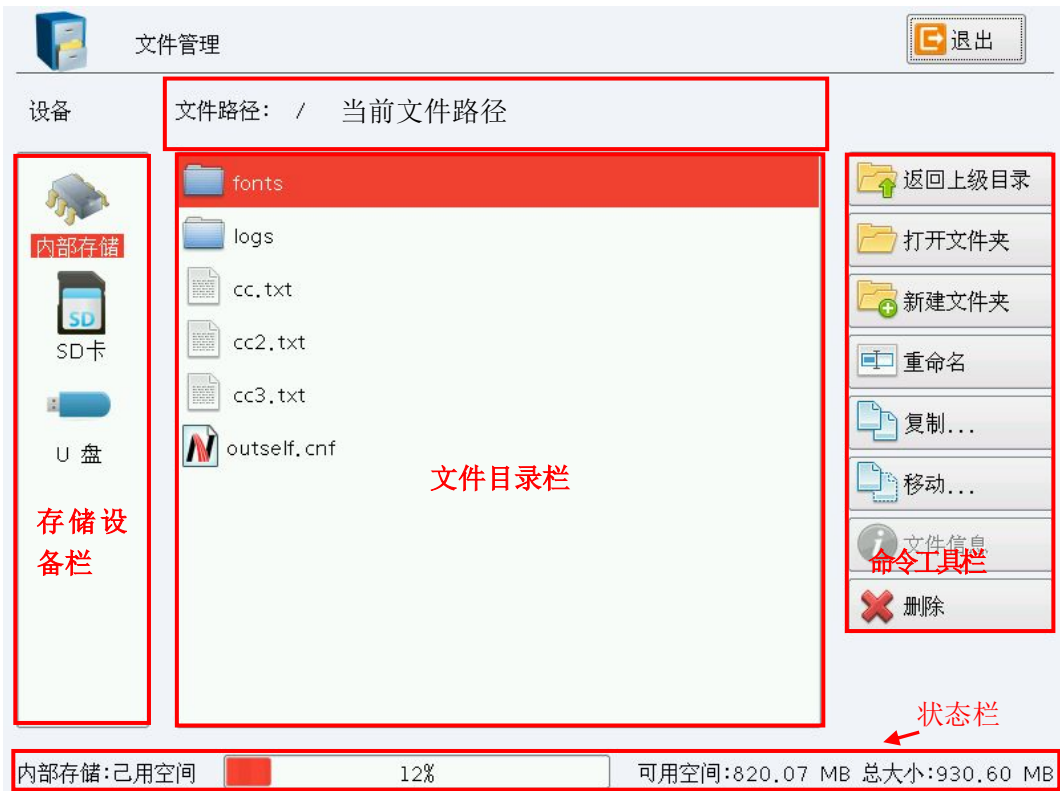 文件管理
退出
设备
文件路径: / 当前文件路径
内部存储
SD
SD卡
U 盘
存储设
备栏
fonts
logs
cc.txt
cc2.txt
cc3.txt
outself.cnf
文件目录栏
返回上级目录
打开文件夹
新建文件夹
重命名
复制...
移动...
文件信息
命令工具栏
删除
状态栏
内部存储:己用空间 12% 可用空间:820.07 MB 总大小:930.60 MB